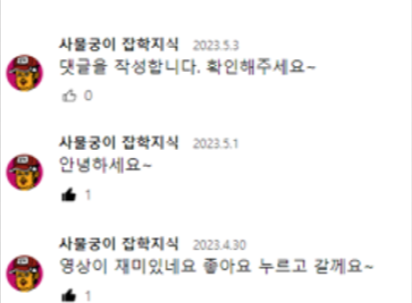 사물궁이 잡학지식 2023.5.3
댓글을 작성합니다. 확인해주세요~
0
사물궁이 잡학지식 2023.5.1
안녕하세요~
1
사물궁이 잡학지식 2023.4.30
영상이 재미있네요 좋아요 누르고 갈께요~
1